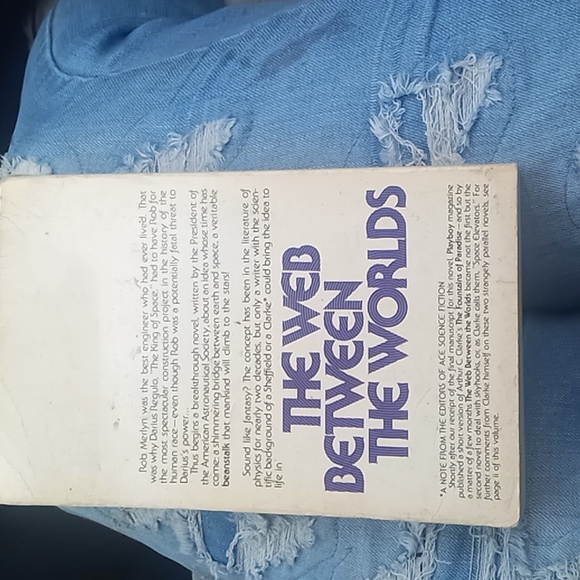 Rob Merlyn was the best engineer who had ever lived. That
was why Darius Regulo, "The King of Space" had to have Rob for
the most spectacular construction project in the history of the
human race—even though Rob was a potentially fatal threat to
Darius's power...
Thus begins a breakthrough novel, written by the President of
the American Astronautical Society, about an idea whose time has
come: a shimmering bridge between earth and space, a veritable
beanstalk that mankind will climb to the stars!
Sound like fantasy? The concept has been in the literature of
physics for nearly two decades, but only a writer with the scien-
tific background of a Sheffield or a Clarke* could bring the idea to
life in
THE WEB
BETWEEN
THE WORLDS
*A NOTE FROM THE EDITORS OF ACE SCIENCE FICTION
Shortly after our receipt of the final manuscript for this novel, Playboy magazine
published a short version of Arthur C. Clarke's The Fountains of Paradise—and so by
a matter of a few months The Web Between the Worlds became not the first but the
second novel to deal with skyhooks, or, as Clarke calls them, "Space Elevators." For
further comments from Clarke himself on these two strangely parallel novels, see
page ii of this volume.